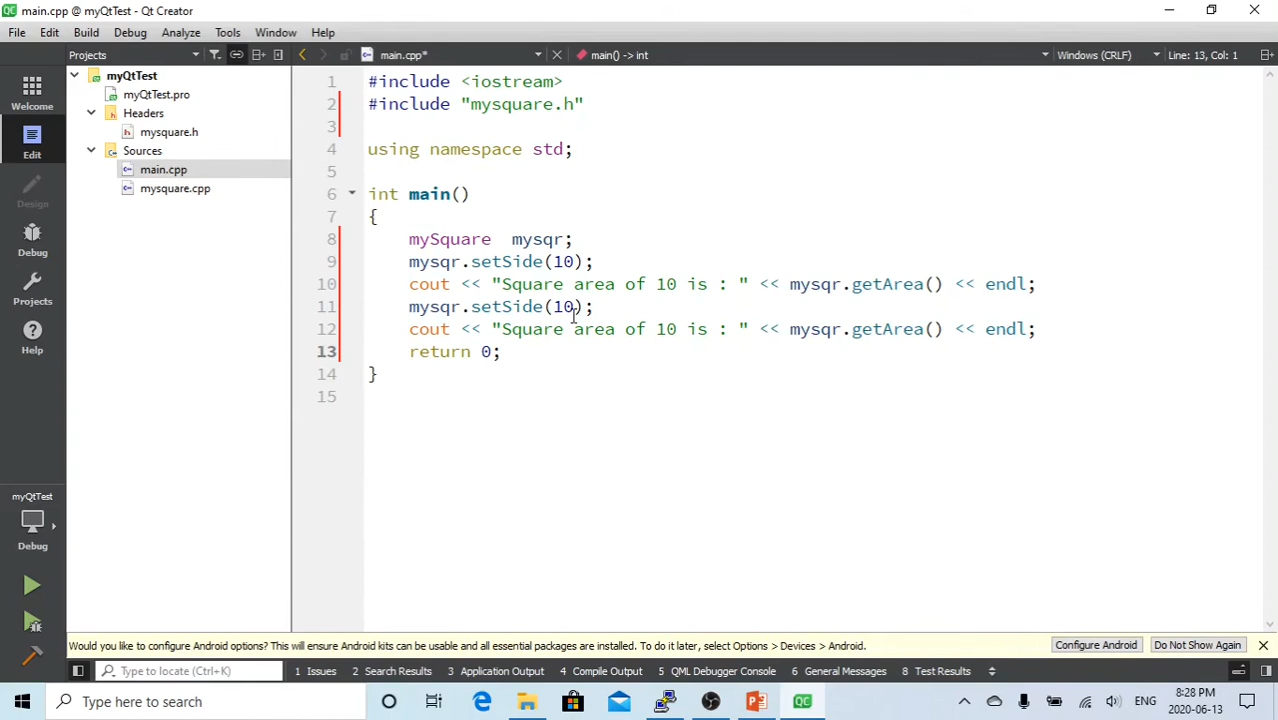 main.cpp @ myQtTest - Qt Creator
File Edit Build Debug Analyze Tools Window Help
Projects main.cpp* main() -> int Windows (CRLF) Line: 13, Col: 1
Welcome
Edit
Design
Debug
Projects
Help
myQtTest
Debug
myQtTest
myQtTest.pro
Headers
mysquare.h
Sources
main.cpp
mysquare.cpp
1 #include <iostream>
2 #include "mysquare.h"
3
4 using namespace std;
5
6 int main()
7 {
8 mySquare  mysqr;
9 mysqr.setSide(10);
10 cout << "Square area of 10 is : " << mysqr.getArea() << endl;
11 mysqr.setSide(10);
12 cout << "Square area of 10 is : " << mysqr.getArea() << endl;
13 return 0;
14 }
15
Would you like to configure Android options? This will ensure Android kits can be usable and all essential packages are installed. To do it later, select Options > Devices > Android. Configure Android Do Not Show Again
Type to locate (Ctrl+K) 1 Issues 2 Search Results 3 Application Output 4 Compile Output 5 QML Debugger Console 6 General Messages 8 Test Results
Type here to search ENG 8:28 PM
2020-06-13